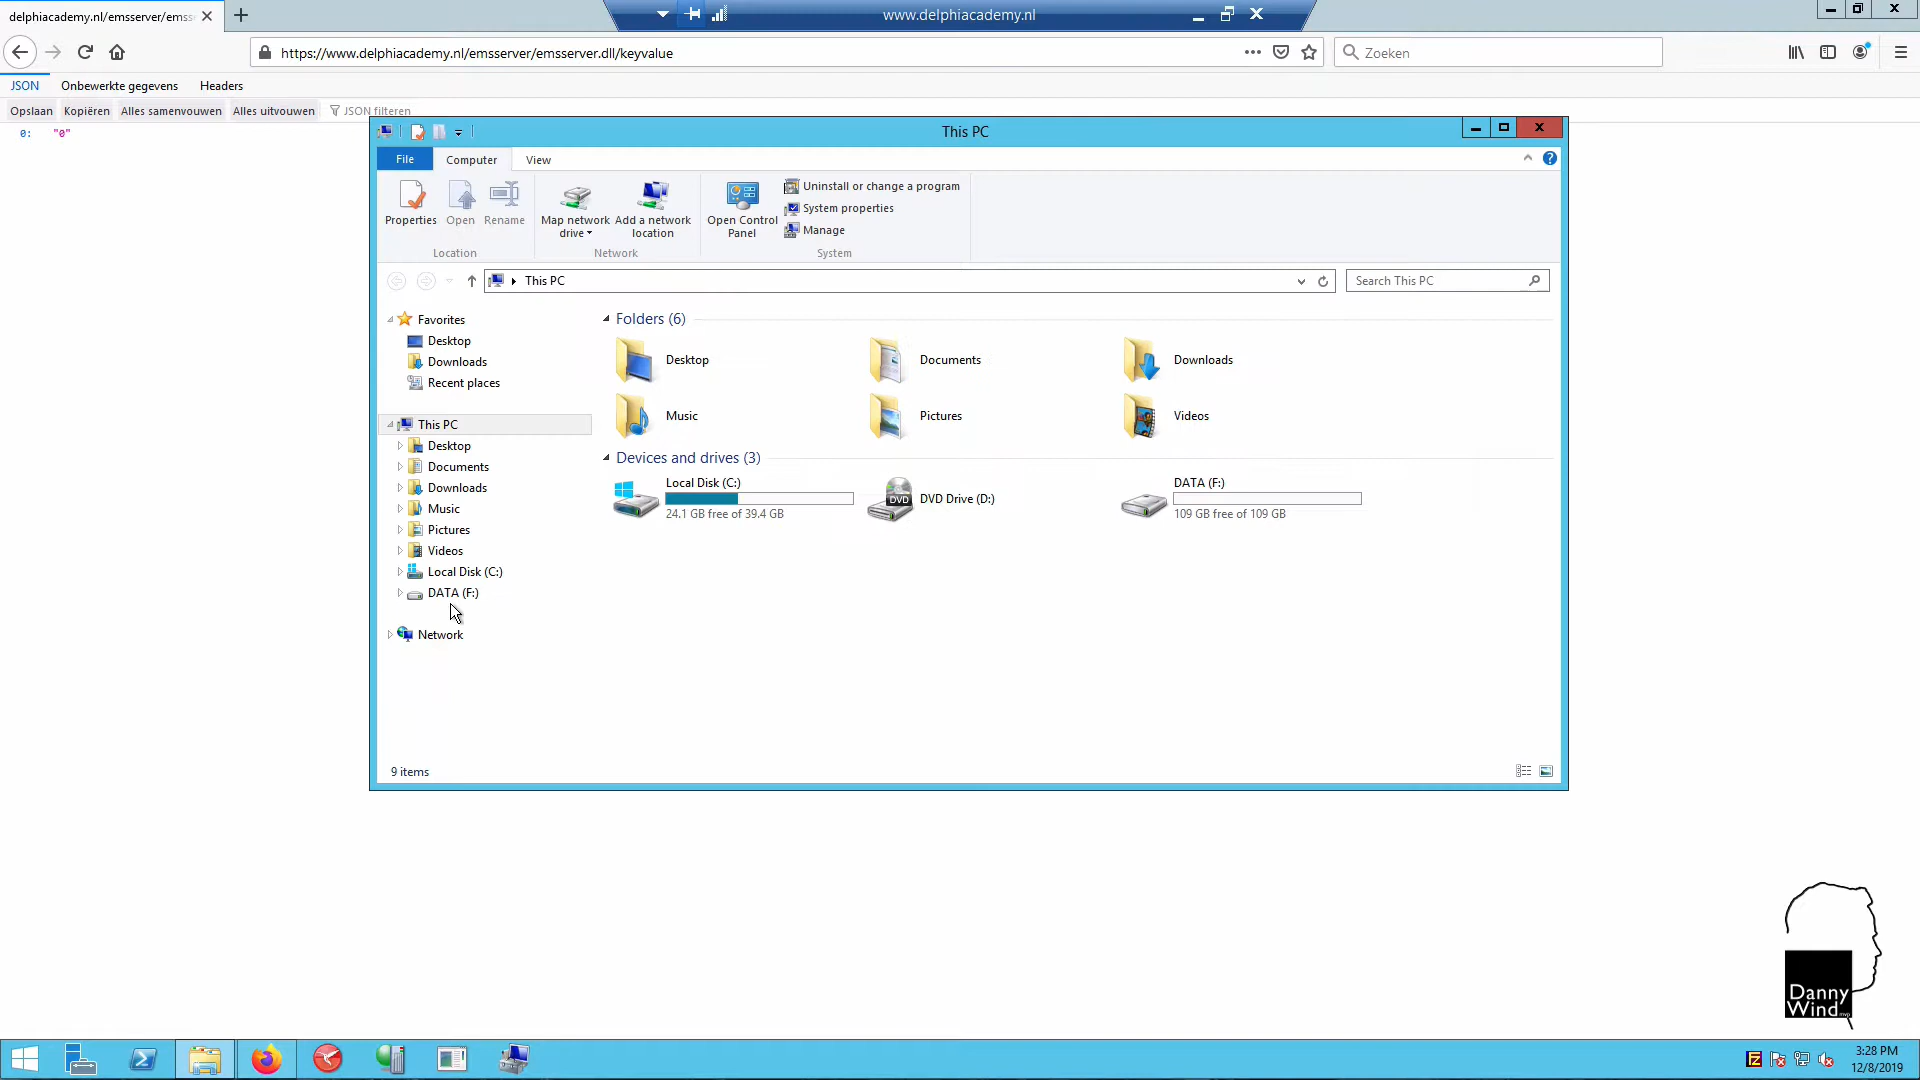 delphiacademy.nl/emsserver/emss
www.delphiacademy.nl
https://www.delphiacademy.nl/emsserver/emsserver.dll/keyvalue
Zoeken
JSON Onbewerkte gegevens Headers
Opslaan Kopiëren Alles samenvouwen Alles uitvouwen JSON filteren
0: "0"
This PC
File Computer View
Properties
Open
Rename
Location
Map network drive
Add a network location
Network
Open Control Panel
Uninstall or change a program
System properties
Manage
System
This PC
Search This PC
Favorites
Desktop
Downloads
Recent places
This PC
Desktop
Documents
Downloads
Music
Pictures
Videos
Local Disk (C:)
DATA (F:)
Network
Folders (6)
Desktop
Documents
Downloads
Music
Pictures
Videos
Devices and drives (3)
Local Disk (C:)
24.1 GB free of 39.4 GB
DVD
DVD Drive (D:)
DATA (F:)
109 GB free of 109 GB
9 items
Danny
Wind
mvp
FZ
3:28 PM
12/8/2019